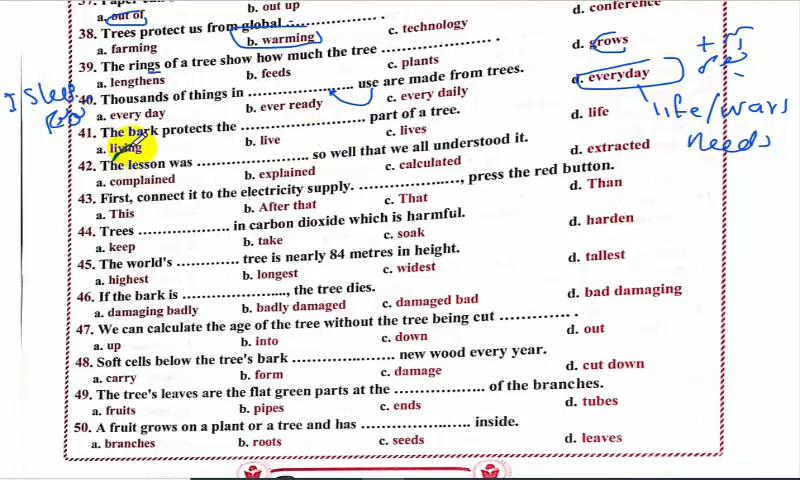 a. out of b. out up d. conference
38. Trees protect us from global - .................. .
a. farming b. warming c. technology
39. The rings of a tree show how much the tree ........................ . d. grows
a. lengthens b. feeds c. plants
40. Thousands of things in ........................ use are made from trees. d. everyday
a. every day b. ever ready c. every daily
life/wars
needs
I sleep
41. The bark protects the ........................ part of a tree. d. life
a. living b. live c. lives
42. The lesson was ........................ so well that we all understood it. d. extracted
a. complained b. explained c. calculated
43. First, connect it to the electricity supply. ........................, press the red button. d. Than
a. This b. After that c. That
44. Trees .................. in carbon dioxide which is harmful. d. harden
a. keep b. take c. soak
45. The world's ............. tree is nearly 84 metres in height. d. tallest
a. highest b. longest c. widest
46. If the bark is ....................., the tree dies. d. bad damaging
a. damaging badly b. badly damaged c. damaged bad
47. We can calculate the age of the tree without the tree being cut ............. . d. out
a. up b. into c. down
48. Soft cells below the tree's bark ..................... new wood every year. d. cut down
a. carry b. form c. damage
49. The tree's leaves are the flat green parts at the .................. of the branches. d. tubes
a. fruits b. pipes c. ends
50. A fruit grows on a plant or a tree and has ..................... inside. d. leaves
a. branches b. roots c. seeds